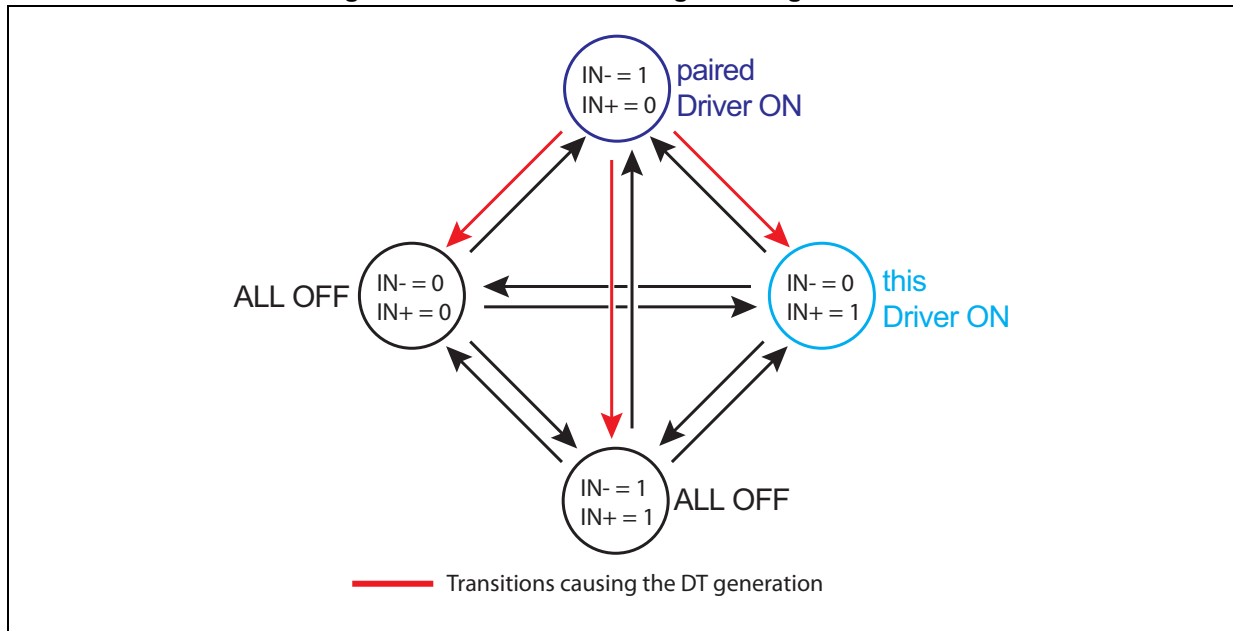 IN- = 1
IN+ = 0
paired
Driver ON
ALL OFF
IN- = 0
IN+ = 0
IN- = 0
IN+ = 1
this
Driver ON
IN- = 1
IN+ = 1
ALL OFF
Transitions causing the DT generation